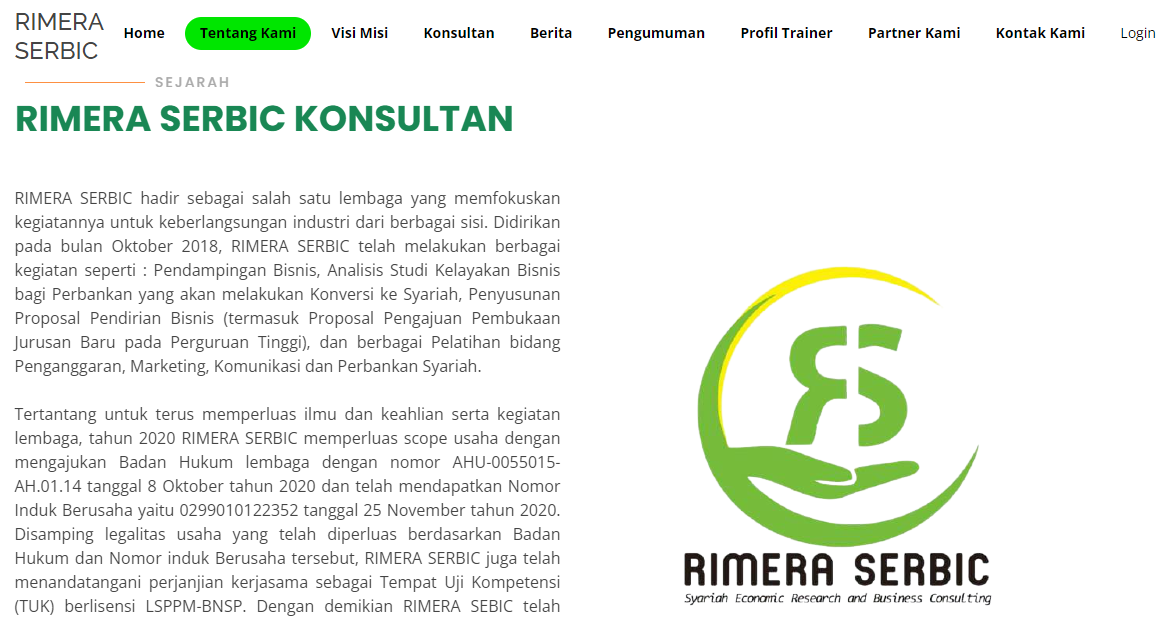 RIMERA
SERBIC
Home
Tentang Kami
Visi Misi
Konsultan
Berita
Pengumuman
Profil Trainer
Partner Kami
Kontak Kami
Login
SEJARAH
RIMERA SERBIC KONSULTAN
RIMERA SERBIC hadir sebagai salah satu lembaga yang memfokuskan
kegiatannya untuk keberlangsungan industri dari berbagai sisi. Didirikan
pada bulan Oktober 2018, RIMERA SERBIC telah melakukan berbagai
kegiatan seperti : Pendampingan Bisnis, Analisis Studi Kelayakan Bisnis
bagi Perbankan yang akan melakukan Konversi ke Syariah, Penyusunan
Proposal Pendirian Bisnis (termasuk Proposal Pengajuan Pembukaan
Jurusan Baru pada Perguruan Tinggi), dan berbagai Pelatihan bidang
Penganggaran, Marketing, Komunikasi dan Perbankan Syariah.
Tertantang untuk terus memperluas ilmu dan keahlian serta kegiatan
lembaga, tahun 2020 RIMERA SERBIC memperluas scope usaha dengan
mengajukan Badan Hukum lembaga dengan nomor AHU-0055015-
AH.01.14 tanggal 8 Oktober tahun 2020 dan telah mendapatkan Nomor
Induk Berusaha yaitu 0299010122352 tanggal 25 November tahun 2020.
Disamping legalitas usaha yang telah diperluas berdasarkan Badan
Hukum dan Nomor induk Berusaha tersebut, RIMERA SERBIC juga telah
menandatangani perjanjian kerjasama sebagai Tempat Uji Kompetensi
(TUK) berlisensi LSPPM-BNSP. Dengan demikian RIMERA SEBIC telah
RS
RIMERA SERBIC
Syariah Economic Research and Business Consulting